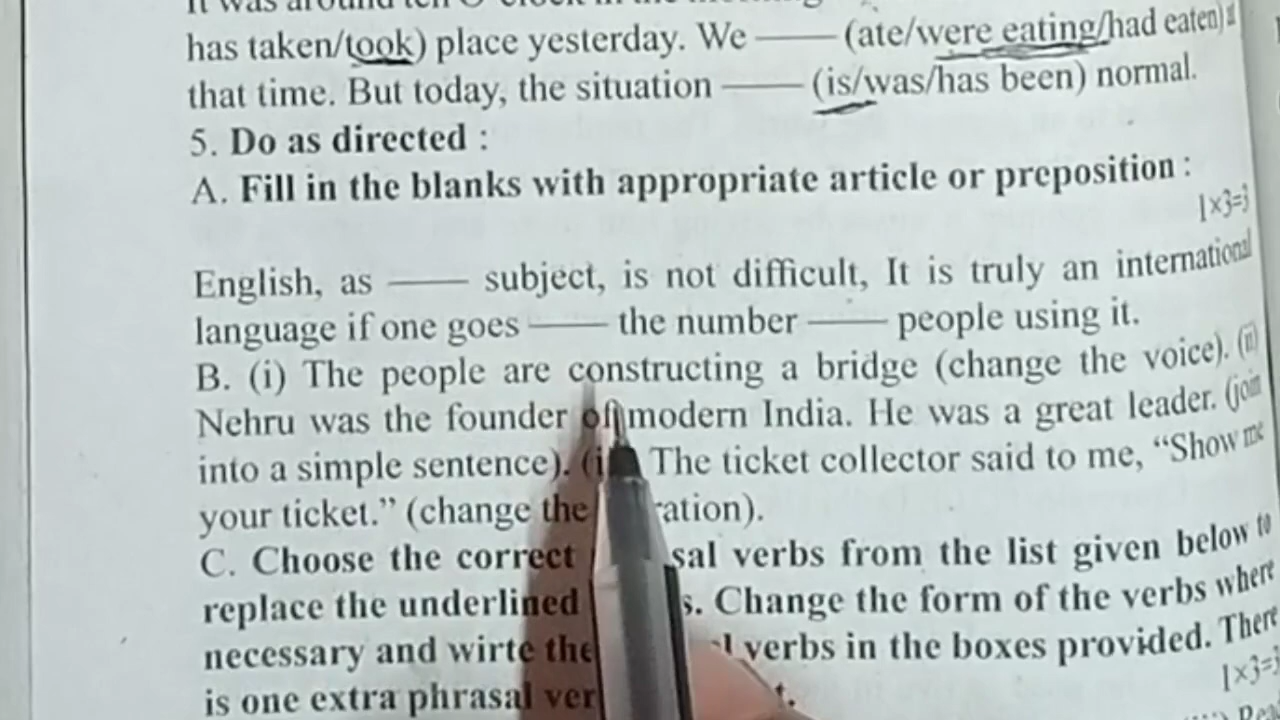 has taken/took) place yesterday. We —— (ate/were eating/had eaten)
that time. But today, the situation —— (is/was/has been) normal.
5. Do as directed :
A. Fill in the blanks with appropriate article or preposition :
1×3=3
English, as —— subject, is not difficult, It is truly an international
language if one goes —— the number —— people using it.
B. (i) The people are constructing a bridge (change the voice). (ii)
Nehru was the founder of modern India. He was a great leader. (join
into a simple sentence). The ticket collector said to me, “Show me
your ticket.” (change the
C. Choose the correct verbs from the list given below to
replace the underlined Change the form of the verbs where
necessary and wirte the verbs in the boxes provided. There
is one extra phrasal
1×3=3